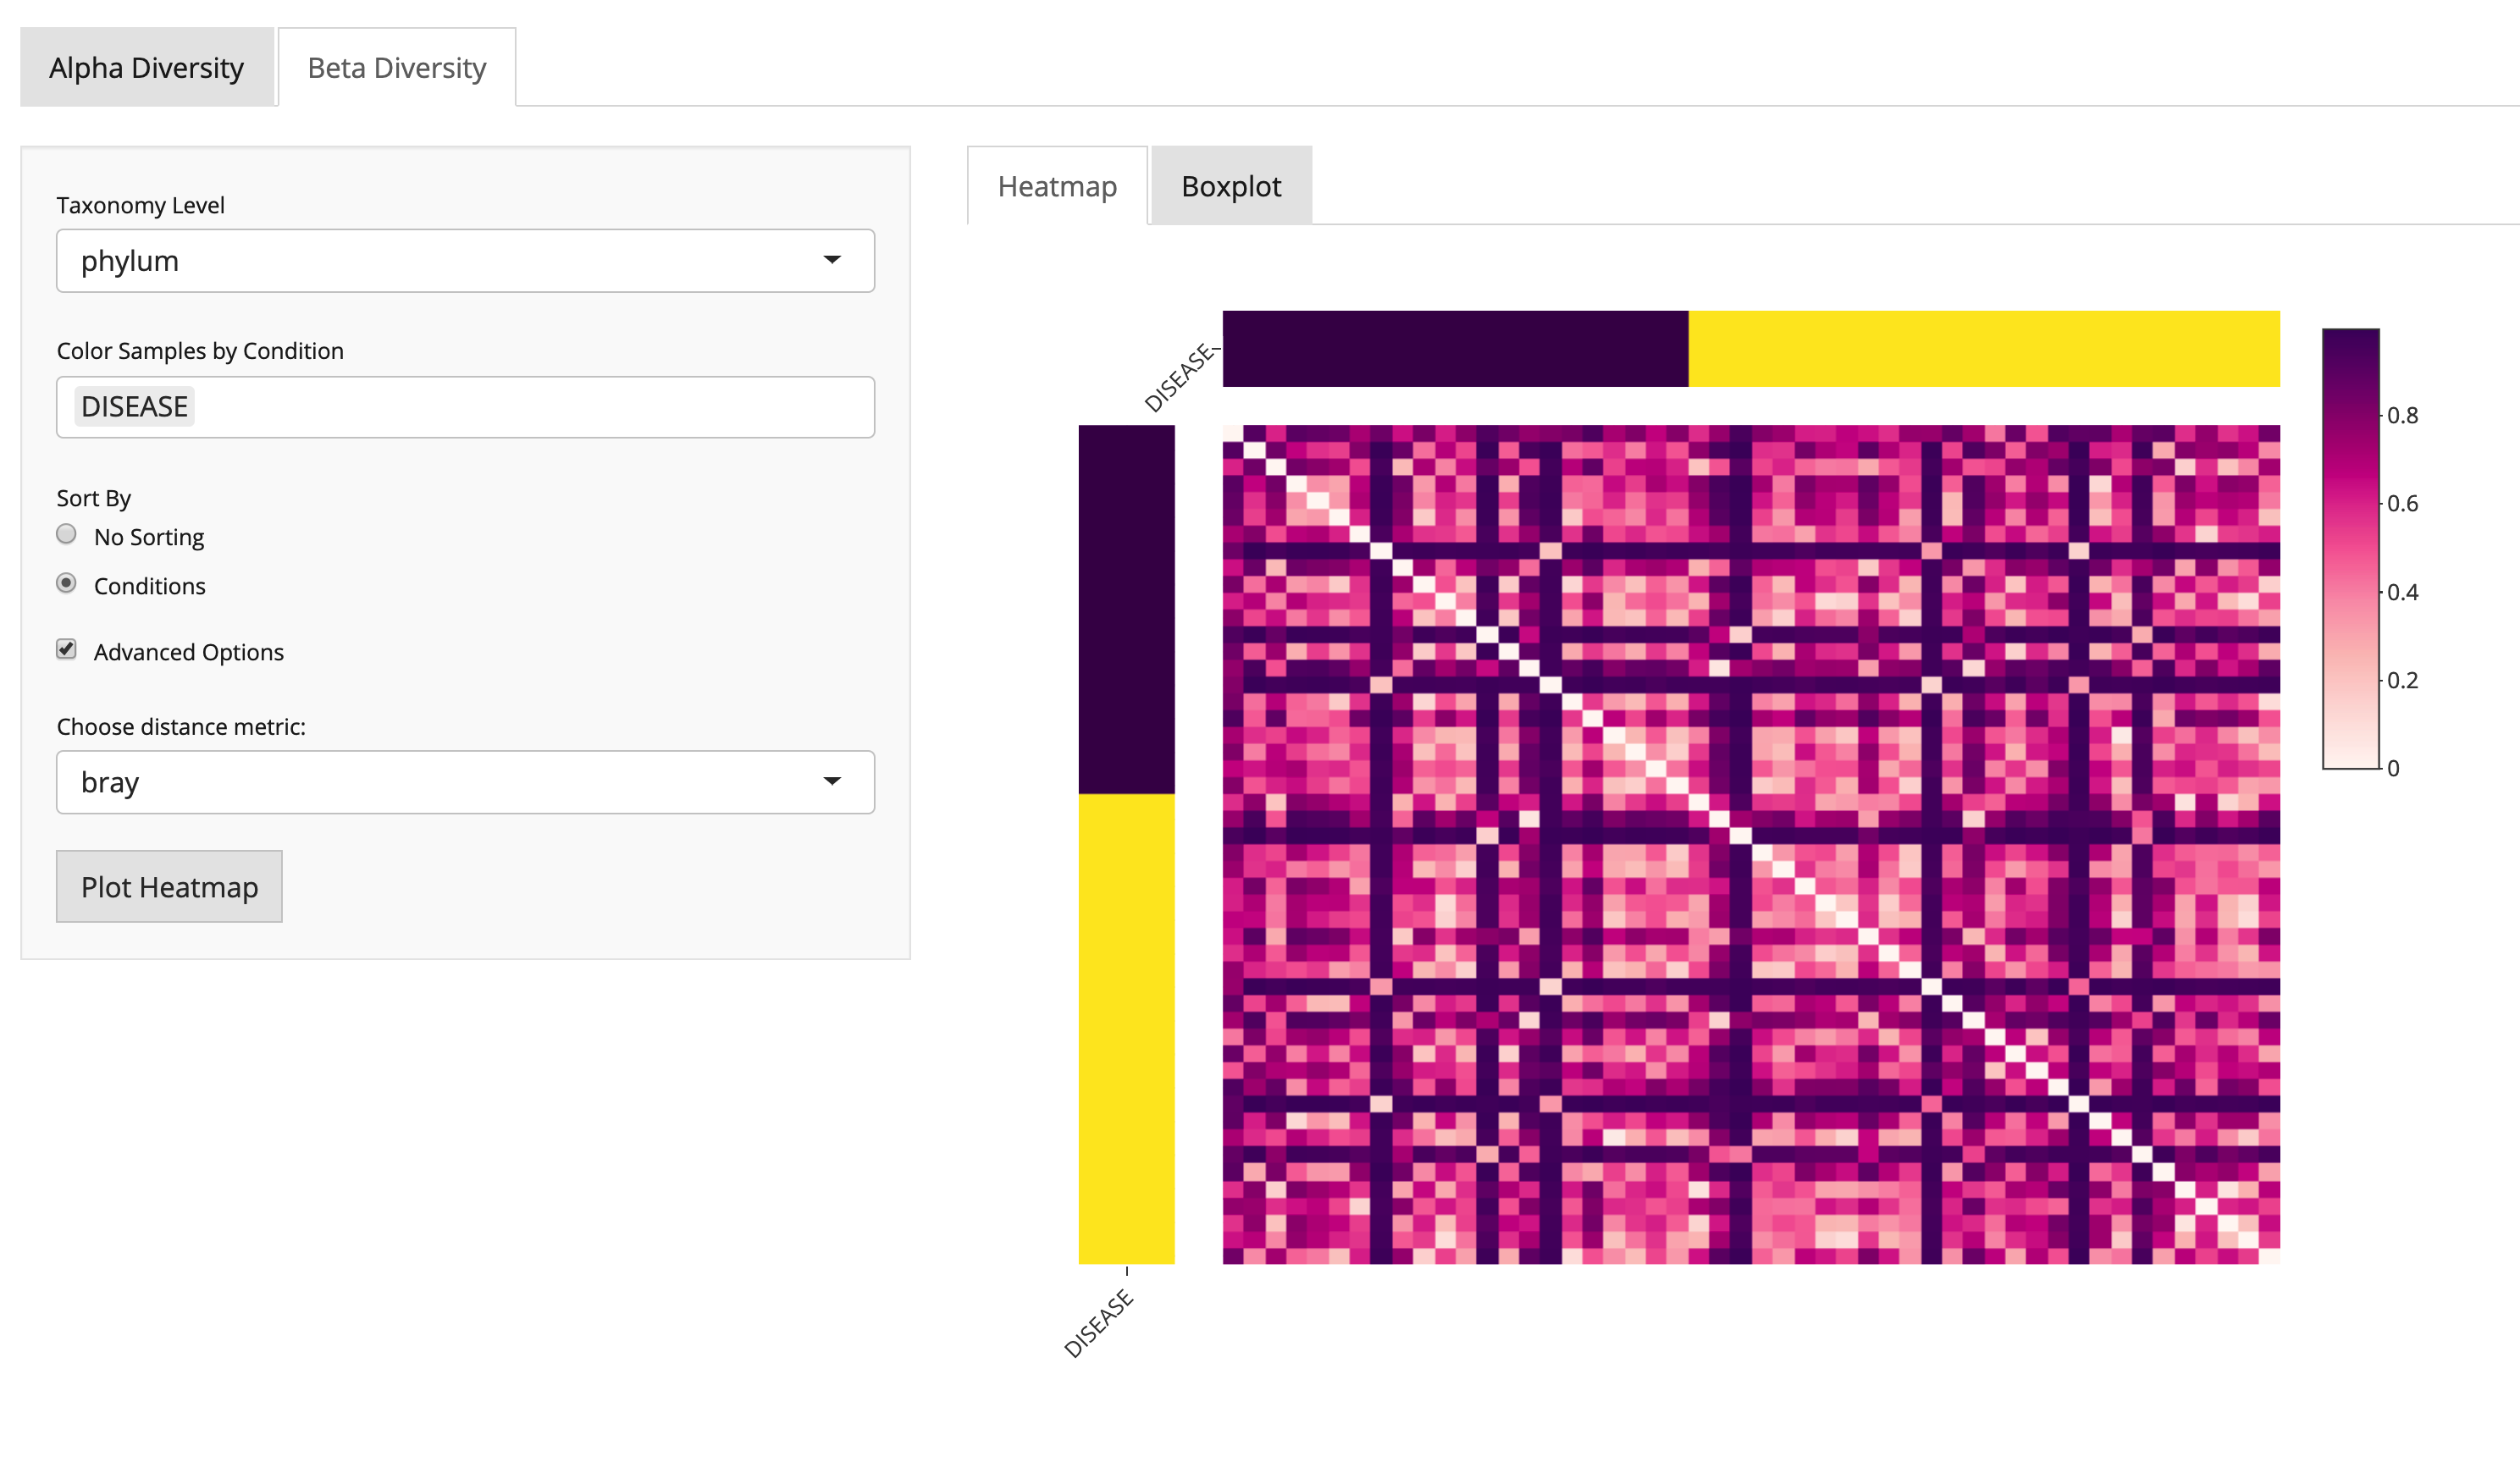 Alpha Diversity
Beta Diversity
Taxonomy Level
phylum
Color Samples by Condition
DISEASE
Sort By
No Sorting
Conditions
Advanced Options
Choose distance metric:
bray
Plot Heatmap
Heatmap
Boxplot
DISEASE
0.8
0.6
0.4
0.2
0
DISEASE